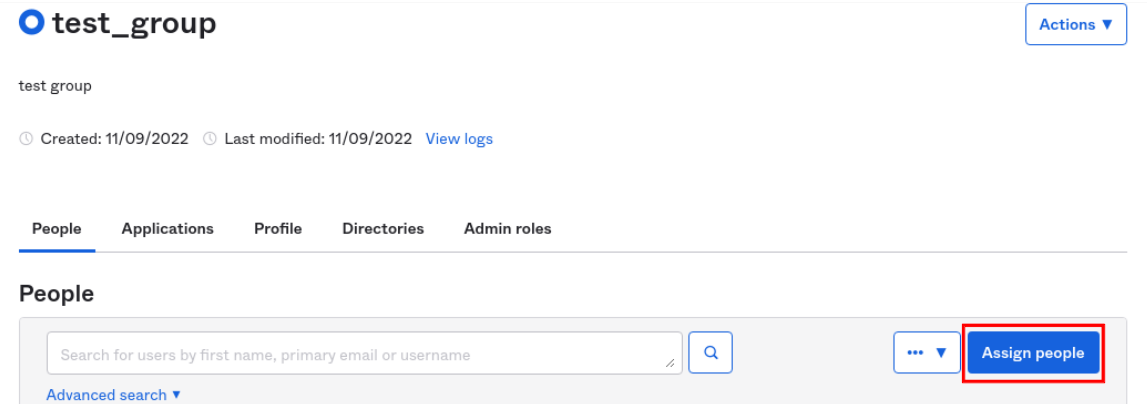 test_group
Actions ▼
test group
Created: 11/09/2022 Last modified: 11/09/2022 View logs
People Applications Profile Directories Admin roles
People
Search for users by first name, primary email or username
••• ▼
Assign people
Advanced search ▼